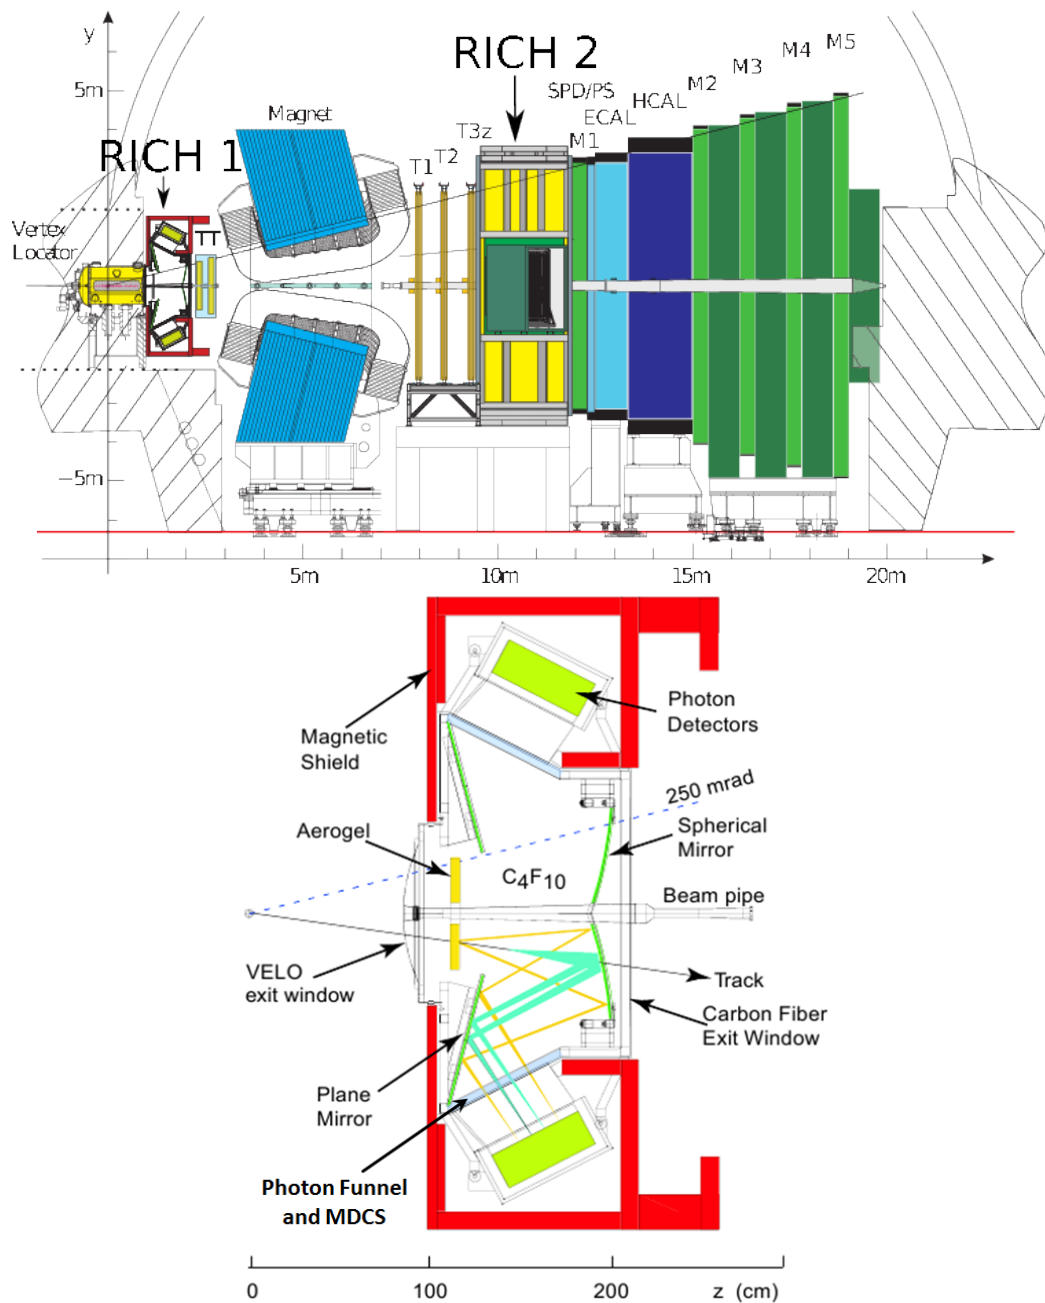 y
5m
RICH 2
SPD/PS
ECAL
HCAL
M1
M2
M3
M4
M5
Magnet
RICH 1
T1
T2
T3z
Vertex
Locator
TT
−5m
5m
10m
15m
20m
Magnetic
Shield
Photon
Detectors
250 mrad
Aerogel
Spherical
Mirror
C4F10
Beam pipe
VELO
exit window
Track
Carbon Fiber
Exit Window
Plane
Mirror
Photon Funnel
and MDCS
0
100
200
z (cm)